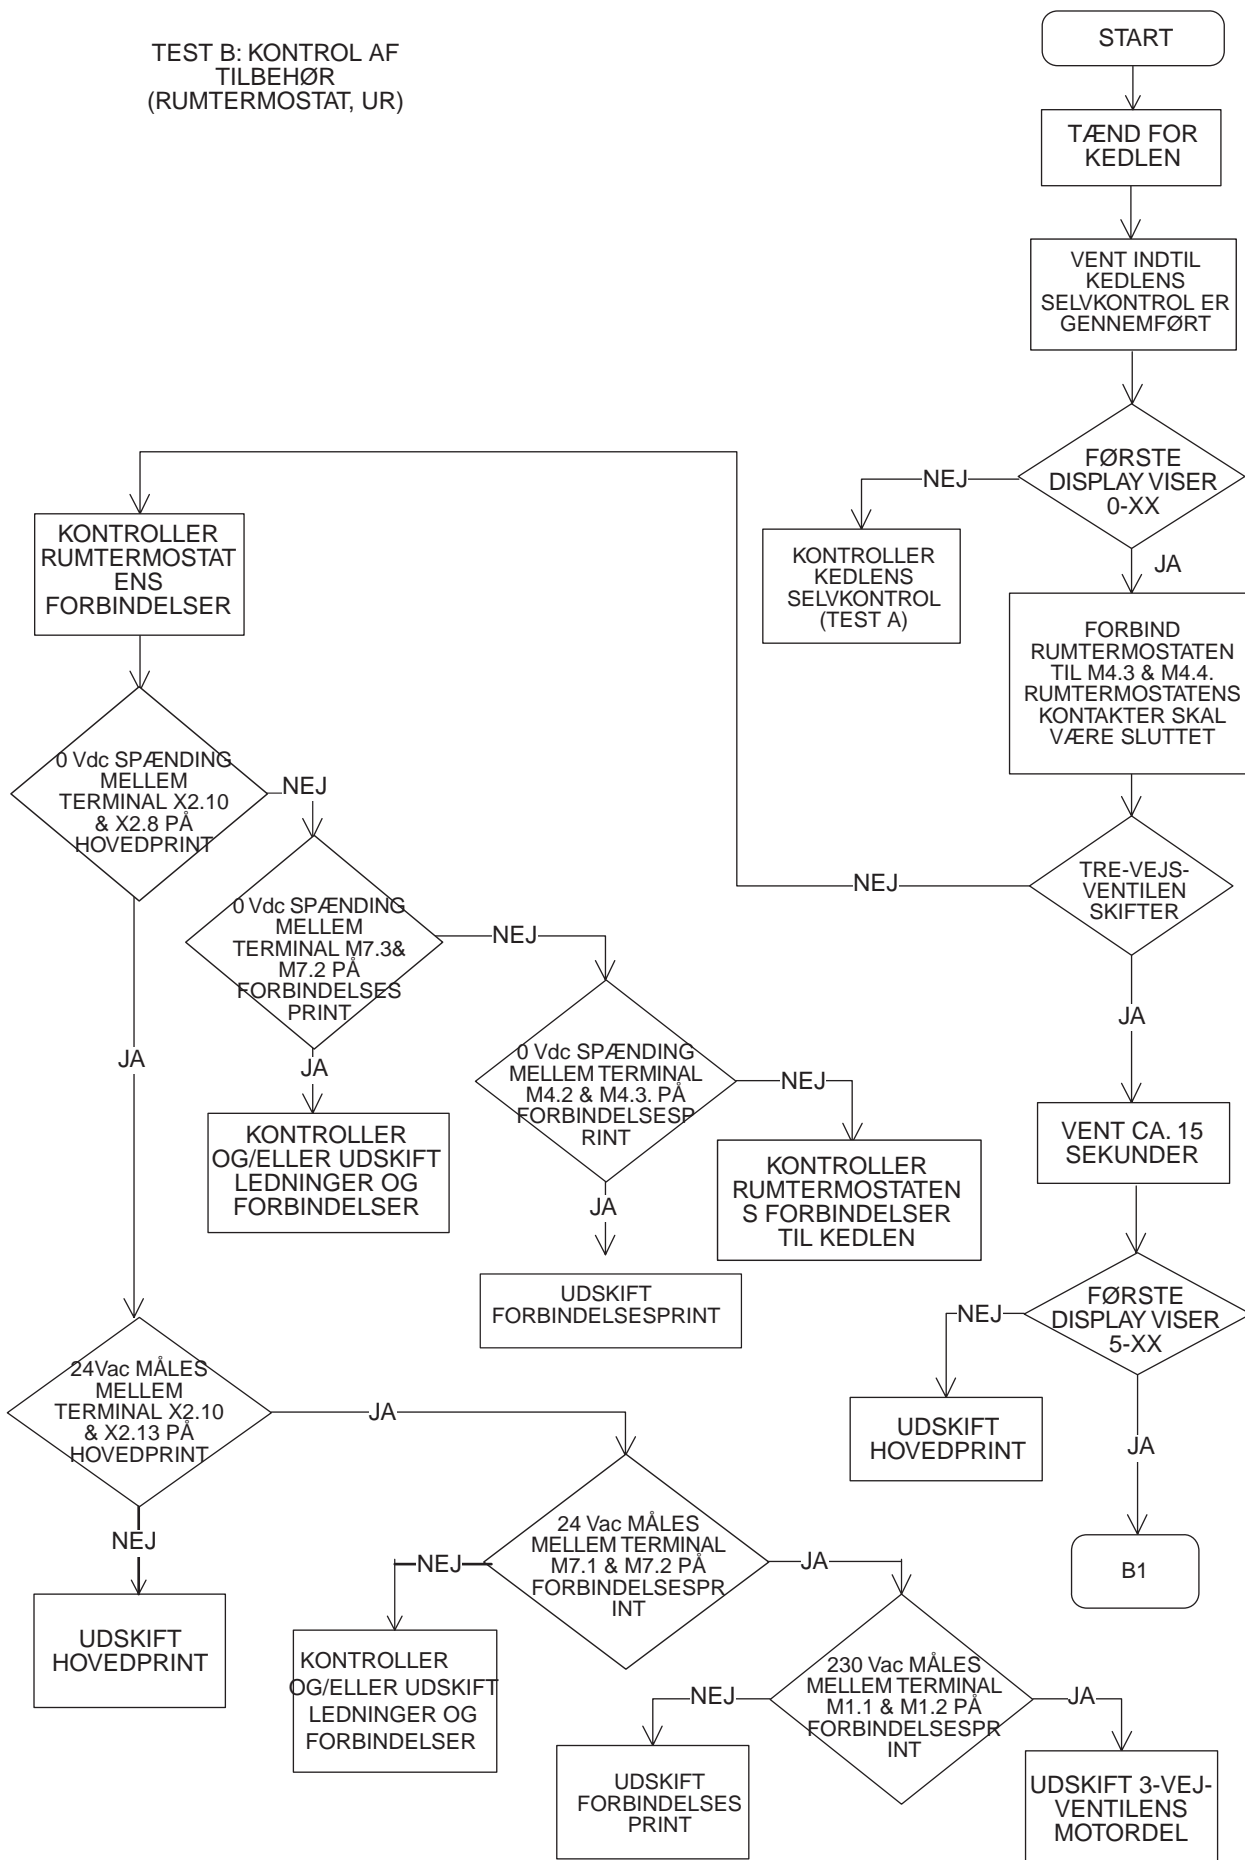 TEST B: KONTROL AF
TILBEHØR
(RUMTERMOSTAT, UR)
START
TÆND FOR
KEDLEN
VENT INDTIL
KEDLENS
SELVKONTROL ER
GENNEMFØRT
FØRSTE
DISPLAY VISER
0-XX
NEJ
JA
KONTROLLER
KEDLENS
SELVKONTROL
(TEST A)
FORBIND
RUMTERMOSTATEN
TIL M4.3 & M4.4.
RUMTERMOSTATENS
KONTAKTER SKAL
VÆRE SLUTTET
TRE-VEJS-
VENTILEN
SKIFTER
NEJ
JA
KONTROLLER
RUMTERMOSTAT
ENS
FORBINDELSER
0 Vdc SPÆNDING
MELLEM
TERMINAL X2.10
& X2.8 PÅ
HOVEDPRINT
NEJ
JA
0 Vdc SPÆNDING
MELLEM
TERMINAL M7.3&
M7.2 PÅ
FORBINDELSES
PRINT
NEJ
JA
KONTROLLER
OG/ELLER UDSKIFT
LEDNINGER OG
FORBINDELSER
0 Vdc SPÆNDING
MELLEM TERMINAL
M4.2 & M4.3. PÅ
FORBINDELSESP
RINT
NEJ
JA
KONTROLLER
RUMTERMOSTATEN
S FORBINDELSER
TIL KEDLEN
UDSKIFT
FORBINDELSESPRINT
VENT CA. 15
SEKUNDER
FØRSTE
DISPLAY VISER
5-XX
NEJ
JA
UDSKIFT
HOVEDPRINT
B1
24Vac MÅLES
MELLEM
TERMINAL X2.10
& X2.13 PÅ
HOVEDPRINT
JA
NEJ
UDSKIFT
HOVEDPRINT
24 Vac MÅLES
MELLEM TERMINAL
M7.1 & M7.2 PÅ
FORBINDELSESPR
INT
NEJ
JA
KONTROLLER
OG/ELLER UDSKIFT
LEDNINGER OG
FORBINDELSER
230 Vac MÅLES
MELLEM TERMINAL
M1.1 & M1.2 PÅ
FORBINDELSESPR
INT
NEJ
JA
UDSKIFT
FORBINDELSES
PRINT
UDSKIFT 3-VEJ-
VENTILENS
MOTORDEL